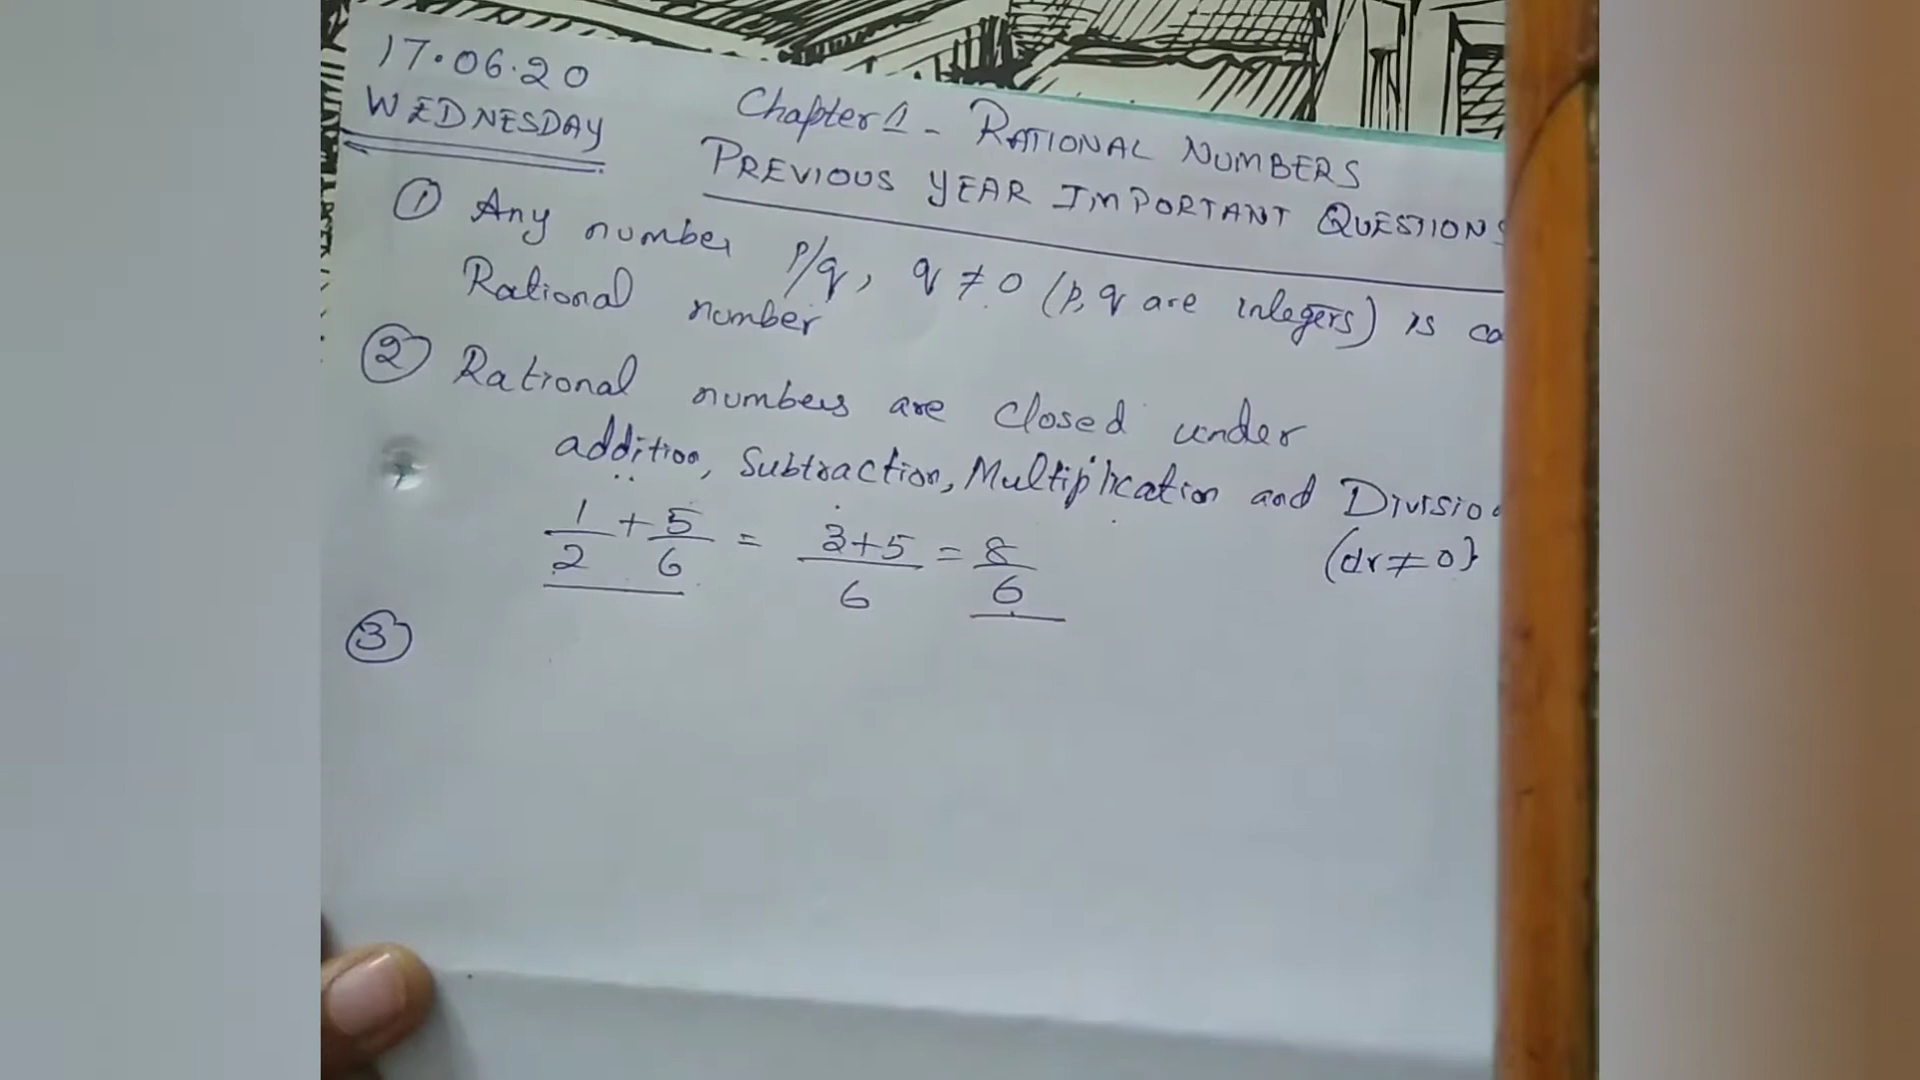 17.06.20
WEDNESDAY
Chapter 1 - RATIONAL NUMBERS
PREVIOUS YEAR IMPORTANT QUESTIONS
① Any number p/q, q ≠ 0 (p, q are integers) is ca
Rational number
② Rational numbers are closed under
addition, Subtraction, Multiplication and Divisio
(dr ≠ 0}
1/2 + 5/6 = 3+5/6 = 8/6
③